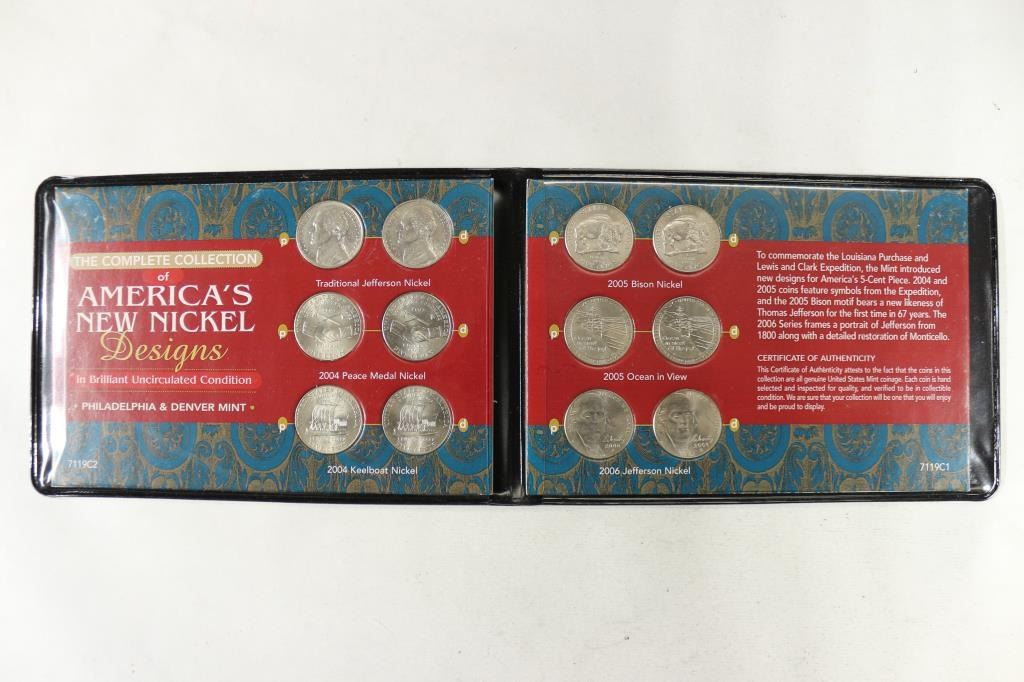 THE COMPLETE COLLECTION
of
AMERICA'S
NEW NICKEL
Designs
in Brilliant Uncirculated Condition
• PHILADELPHIA & DENVER MINT •
7119C2
p
d
Traditional Jefferson Nickel
p
d
2004 Peace Medal Nickel
p
d
2004 Keelboat Nickel
p
d
2005 Bison Nickel
p
d
2005 Ocean in View
p
d
2006 Jefferson Nickel
To commemorate the Louisiana Purchase and
Lewis and Clark Expedition, the Mint introduced
new designs for America's 5-Cent Piece. 2004 and
2005 coins feature symbols from the Expedition,
and the 2005 Bison motif bears a new likeness of
Thomas Jefferson for the first time in 67 years. The
2006 Series frames a portrait of Jefferson from
1800 along with a detailed restoration of Monticello.
CERTIFICATE OF AUTHENTICITY
This Certificate of Authenticity attests to the fact that the coins in this
collection are all genuine United States Mint coinage. Each coin is hand
selected and inspected for quality, and verified to be in collectible
condition. We are sure that your collection will be one that you will enjoy
and be proud to display.
7119C1